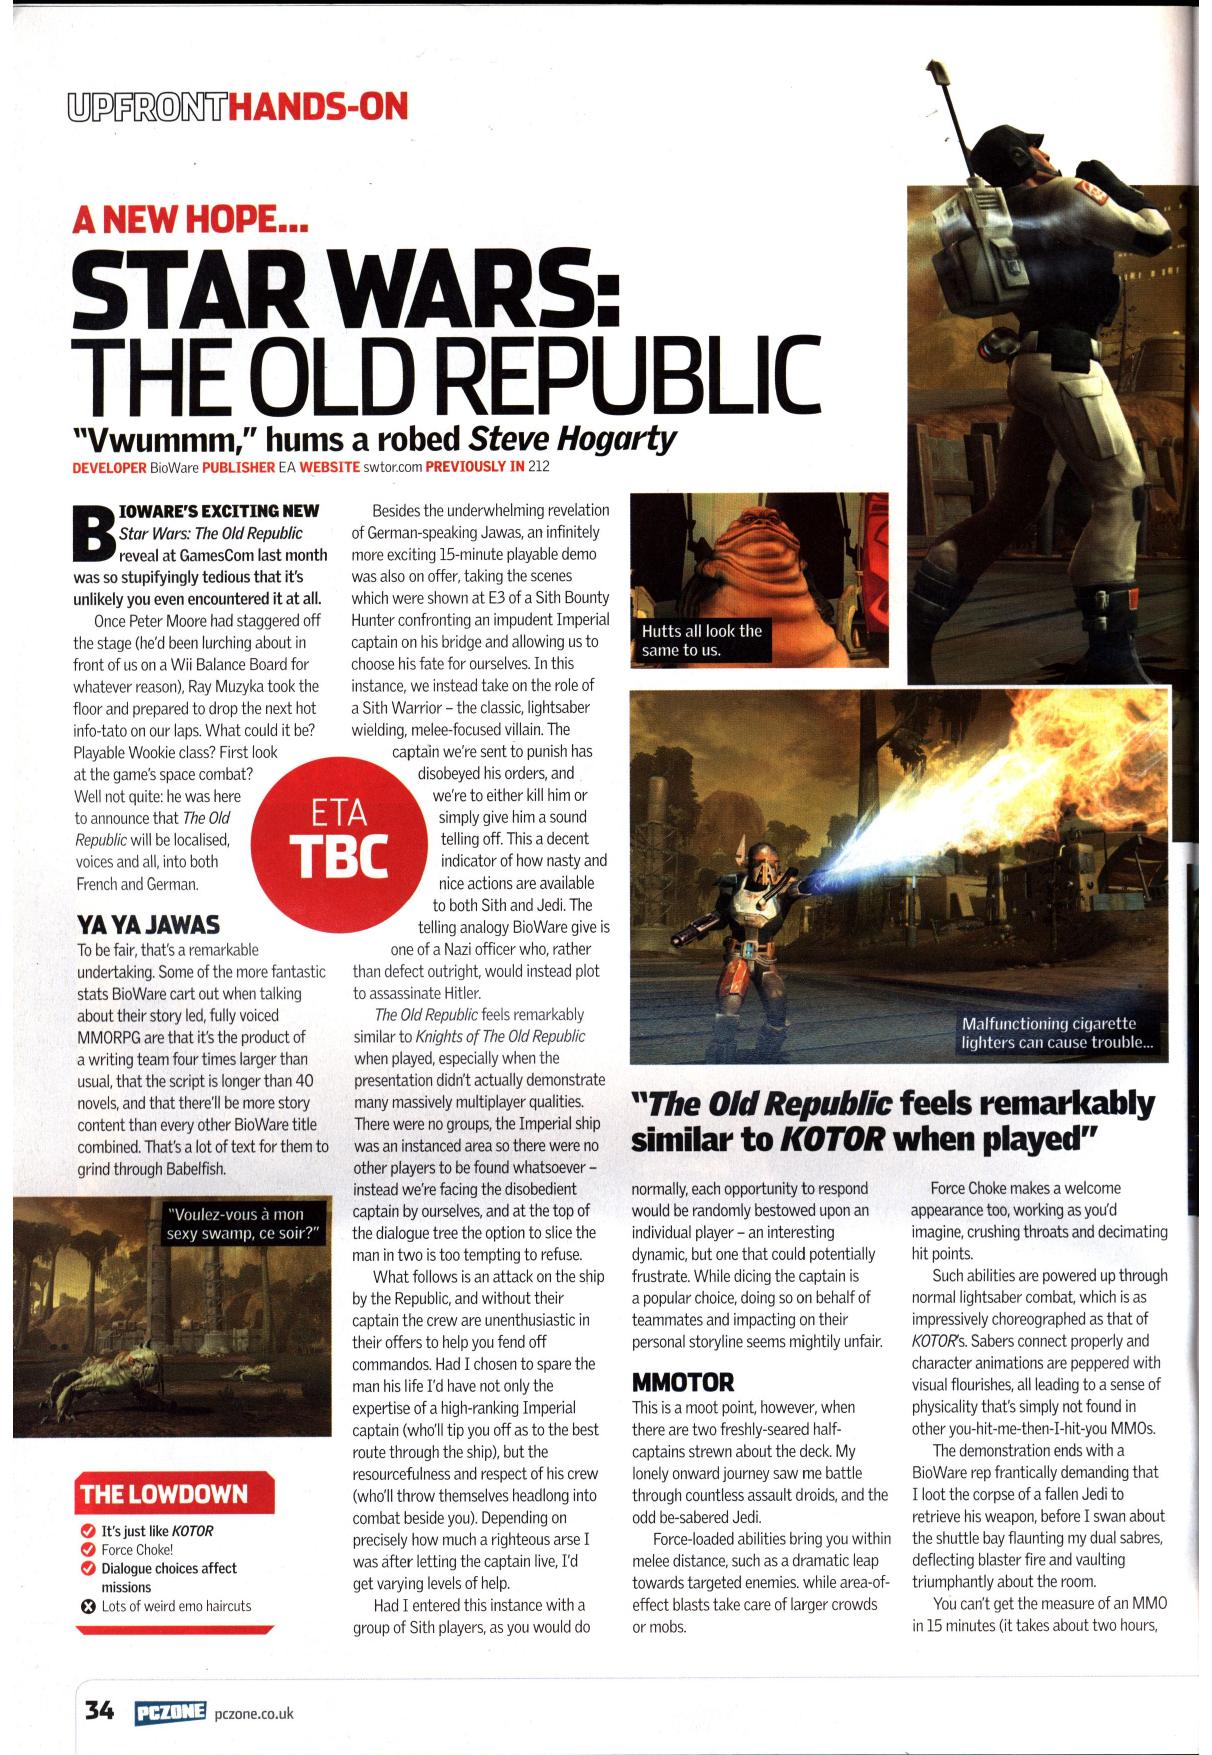 UPFRONTHANDS-ON
A NEW HOPE...
STAR WARS:
THE OLD REPUBLIC
"Vwummm," hums a robed Steve Hogarty
DEVELOPER BioWare PUBLISHER EA WEBSITE swtor.com PREVIOUSLY IN 212
BIOWARE'S EXCITING NEW
Star Wars: The Old Republic
reveal at GamesCom last month
was so stupifyingly tedious that it's
unlikely you even encountered it at all.
Once Peter Moore had staggered off
the stage (he'd been lurching about in
front of us on a Wii Balance Board for
whatever reason), Ray Muzyka took the
floor and prepared to drop the next hot
info-tato on our laps. What could it be?
Playable Wookie class? First look
at the game's space combat?
Well not quite: he was here
to announce that The Old
Republic will be localised,
voices and all, into both
French and German.
YA YA JAWAS
To be fair, that's a remarkable
undertaking. Some of the more fantastic
stats BioWare cart out when talking
about their story led, fully voiced
MMORPG are that it's the product of
a writing team four times larger than
usual, that the script is longer than 40
novels, and that there'll be more story
content than every other BioWare title
combined. That's a lot of text for them to
grind through Babelfish.
"Voulez-vous à mon
sexy swamp, ce soir?"
THE LOWDOWN
It's just like KOTOR
Force Choke!
Dialogue choices affect
missions
Lots of weird emo haircuts
ETA
TBC
Besides the underwhelming revelation
of German-speaking Jawas, an infinitely
more exciting 15-minute playable demo
was also on offer, taking the scenes
which were shown at E3 of a Sith Bounty
Hunter confronting an impudent Imperial
captain on his bridge and allowing us to
choose his fate for ourselves. In this
instance, we instead take on the role of
a Sith Warrior – the classic, lightsaber
wielding, melee-focused villain. The
captain we're sent to punish has
disobeyed his orders, and
we're to either kill him or
simply give him a sound
telling off. This a decent
indicator of how nasty and
nice actions are available
to both Sith and Jedi. The
telling analogy BioWare give is
one of a Nazi officer who, rather
than defect outright, would instead plot
to assassinate Hitler.
The Old Republic feels remarkably
similar to Knights of The Old Republic
when played, especially when the
presentation didn't actually demonstrate
many massively multiplayer qualities.
There were no groups, the Imperial ship
was an instanced area so there were no
other players to be found whatsoever –
instead we're facing the disobedient
captain by ourselves, and at the top of
the dialogue tree the option to slice the
man in two is too tempting to refuse.
What follows is an attack on the ship
by the Republic, and without their
captain the crew are unenthusiastic in
their offers to help you fend off
commandos. Had I chosen to spare the
man his life I'd have not only the
expertise of a high-ranking Imperial
captain (who'll tip you off as to the best
route through the ship), but the
resourcefulness and respect of his crew
(who'll throw themselves headlong into
combat beside you). Depending on
precisely how much a righteous arse I
was after letting the captain live, I'd
get varying levels of help.
Had I entered this instance with a
group of Sith players, as you would do
Hutts all look the
same to us.
Malfunctioning cigarette
lighters can cause trouble...
"The Old Republic feels remarkably
similar to KOTOR when played"
normally, each opportunity to respond
would be randomly bestowed upon an
individual player – an interesting
dynamic, but one that could potentially
frustrate. While dicing the captain is
a popular choice, doing so on behalf of
teammates and impacting on their
personal storyline seems mightily unfair.
MMOTOR
This is a moot point, however, when
there are two freshly-seared half-
captains strewn about the deck. My
lonely onward journey saw me battle
through countless assault droids, and the
odd be-sabered Jedi.
Force-loaded abilities bring you within
melee distance, such as a dramatic leap
towards targeted enemies. while area-of-
effect blasts take care of larger crowds
or mobs.
Force Choke makes a welcome
appearance too, working as you'd
imagine, crushing throats and decimating
hit points.
Such abilities are powered up through
normal lightsaber combat, which is as
impressively choreographed as that of
KOTOR's. Sabers connect properly and
character animations are peppered with
visual flourishes, all leading to a sense of
physicality that's simply not found in
other you-hit-me-then-I-hit-you MMOs.
The demonstration ends with a
BioWare rep frantically demanding that
I loot the corpse of a fallen Jedi to
retrieve his weapon, before I swan about
the shuttle bay flaunting my dual sabres,
deflecting blaster fire and vaulting
triumphantly about the room.
You can't get the measure of an MMO
in 15 minutes (it takes about two hours,
34 PCZONE pczone.co.uk